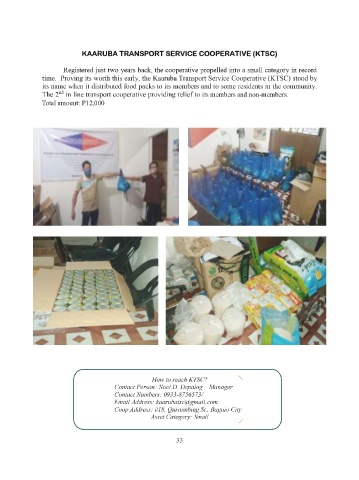 KAARUBA TRANSPORT SERVICE COOPERATIVE (KTSC)
Registered just two years back, the cooperative propelled into a small category in record
time. Proving its worth this early, the Kaaruba Transport Service Cooperative (KTSC) stood by
its name when it distributed food packs to its members and to some residents in the community.
The 2nd in line transport cooperative providing relief to its members and non-members.
Total amount: P12,000
How to reach KTSC?
Contact Person: Noel D. Depaing Manager
Contact Numbers: 0933-8756573/
Email Address: kaarubatsc@gmail.com
Coop Address: #18, Quezon Hill St., Baguio City
Asset Category: Small
33